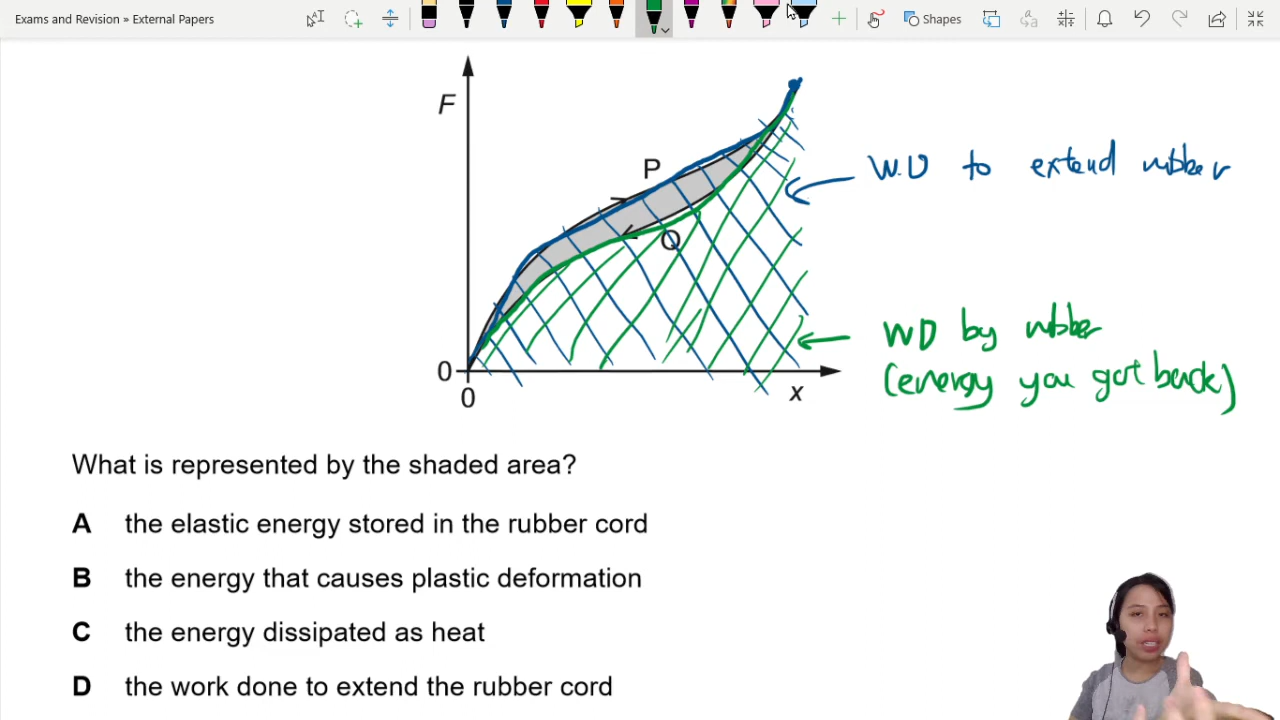 Exams and Revision » External Papers
Shapes
F
P
W.D to extend rubber
Q
WD by rubber
(energy you got back)
0
0
x
What is represented by the shaded area?
A the elastic energy stored in the rubber cord
B the energy that causes plastic deformation
C the energy dissipated as heat
D the work done to extend the rubber cord